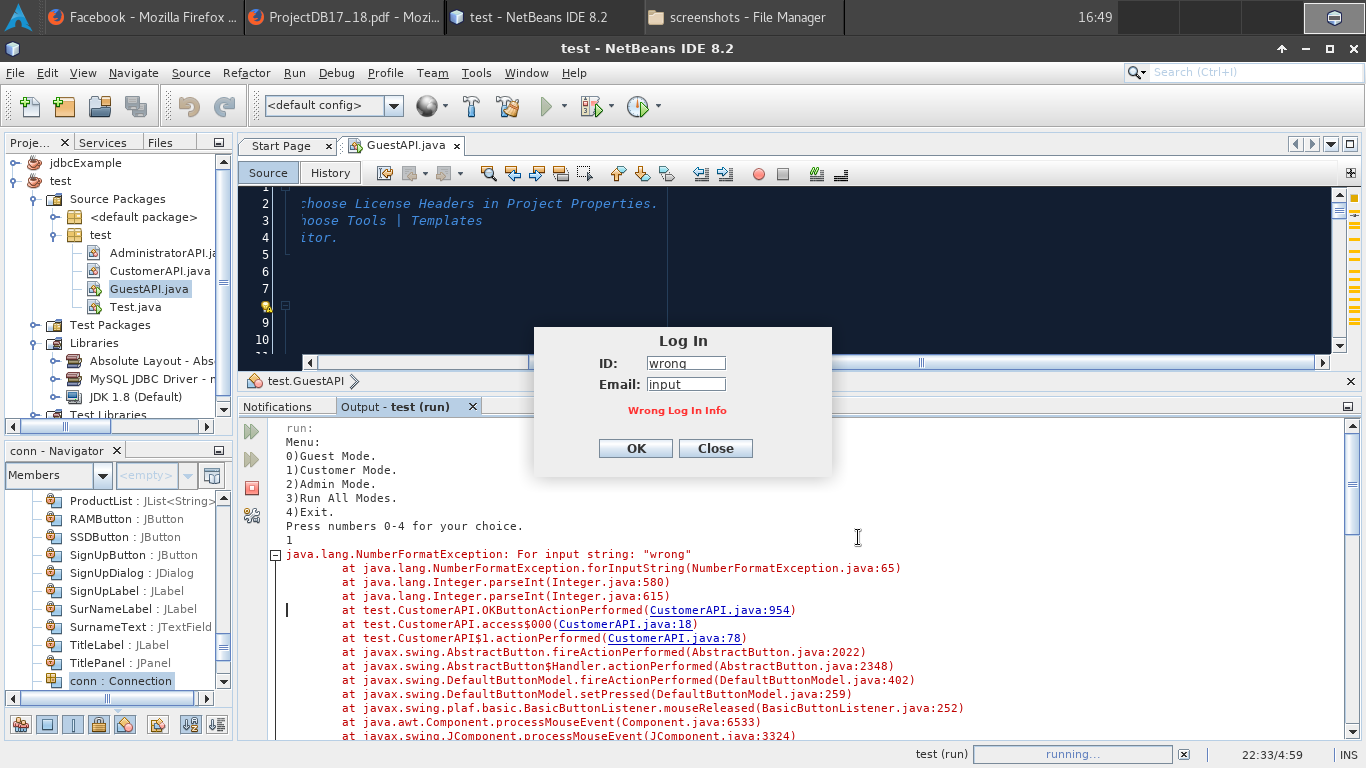 Facebook - Mozilla Firefox ...
ProjectDB17_18.pdf - Mozi...
test - NetBeans IDE 8.2
screenshots - File Manager
16:49
test - NetBeans IDE 8.2
File Edit View Navigate Source Refactor Run Debug Profile Team Tools Window Help
Search (Ctrl+I)
<default config>
Proje... Services Files
Start Page GuestAPI.java
Source History
jdbcExample
test
Source Packages
<default package>
test
AdministratorAPI.ja
CustomerAPI.java
GuestAPI.java
Test.java
Test Packages
Libraries
Absolute Layout - Abs
MySQL JDBC Driver - m
JDK 1.8 (Default)
Test Libraries
1
2 choose License Headers in Project Properties.
3 hoose Tools | Templates
4 itor.
5
6
7
9
10
11
test.GuestAPI
Log In
ID: wrong
Email: input
Wrong Log In Info
OK Close
conn - Navigator
Members <empty>
ProductList : JList<String>
RAMButton : JButton
SSDButton : JButton
SignUpButton : JButton
SignUpDialog : JDialog
SignUpLabel : JLabel
SurNameLabel : JLabel
SurnameText : JTextField
TitleLabel : JLabel
TitlePanel : JPanel
conn : Connection
Notifications Output - test (run)
run:
Menu:
0)Guest Mode.
1)Customer Mode.
2)Admin Mode.
3)Run All Modes.
4)Exit.
Press numbers 0-4 for your choice.
1
java.lang.NumberFormatException: For input string: "wrong"
at java.lang.NumberFormatException.forInputString(NumberFormatException.java:65)
at java.lang.Integer.parseInt(Integer.java:580)
at java.lang.Integer.parseInt(Integer.java:615)
at test.CustomerAPI.OKButtonActionPerformed(CustomerAPI.java:954)
at test.CustomerAPI.access$000(CustomerAPI.java:18)
at test.CustomerAPI$1.actionPerformed(CustomerAPI.java:78)
at javax.swing.AbstractButton.fireActionPerformed(AbstractButton.java:2022)
at javax.swing.AbstractButton$Handler.actionPerformed(AbstractButton.java:2348)
at javax.swing.DefaultButtonModel.fireActionPerformed(DefaultButtonModel.java:402)
at javax.swing.DefaultButtonModel.setPressed(DefaultButtonModel.java:259)
at javax.swing.plaf.basic.BasicButtonListener.mouseReleased(BasicButtonListener.java:252)
at java.awt.Component.processMouseEvent(Component.java:6533)
at javax.swing.JComponent.processMouseEvent(JComponent.java:3324)
test (run) running... 22:33/4:59 INS